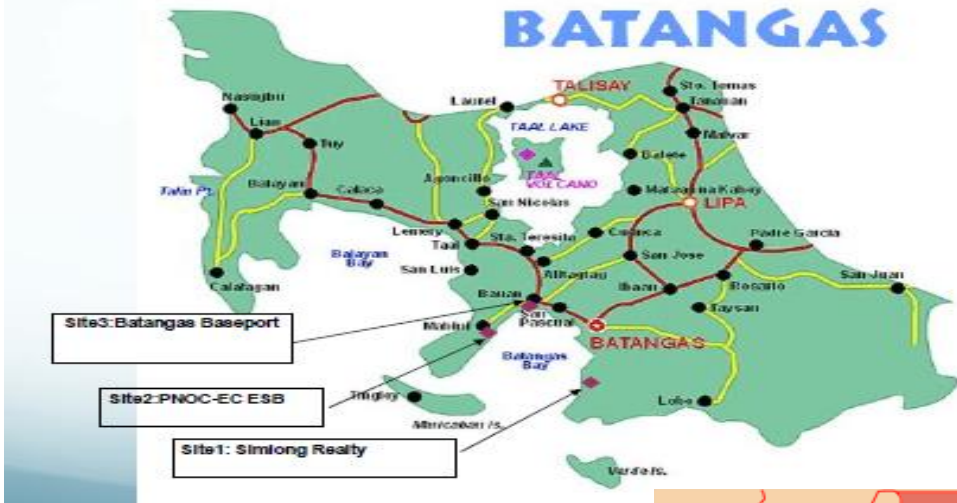 BATANGAS
TALISAY
Sto. Tomas
Tanauan
Laurel
Nasugbu
Lian
TAAL LAKE
Malvar
Tuy
Balete
Talin Pt.
Balayan
Calaca
Agoncillo
TAAL
VOLCANO
LIPA
San Nicolas
Lemery
Taal
Sta. Teresita
Cuenca
Padre Garcia
Balayan
Bay
San Luis
Alitagtag
San Jose
San Juan
Calatagan
Ibaan
Rosario
Bauan
San
Pascual
Taysan
Site3:Batangas Baseport
Mabini
BATANGAS
Batangas
Bay
Site2:PNOC-EC ESB
Tingloy
Lobo
Maricaban Is.
Site1: Simlong Realty
Verde Is.